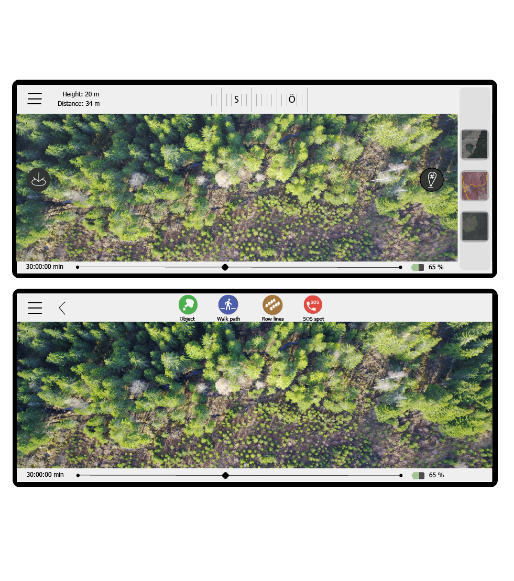 Height: 20 m
Distance: 34 m
S Ö
30:00:00 min
65 %
Object
Walk path
Row lines
SOS
SOS spot
30:00:00 min
65 %